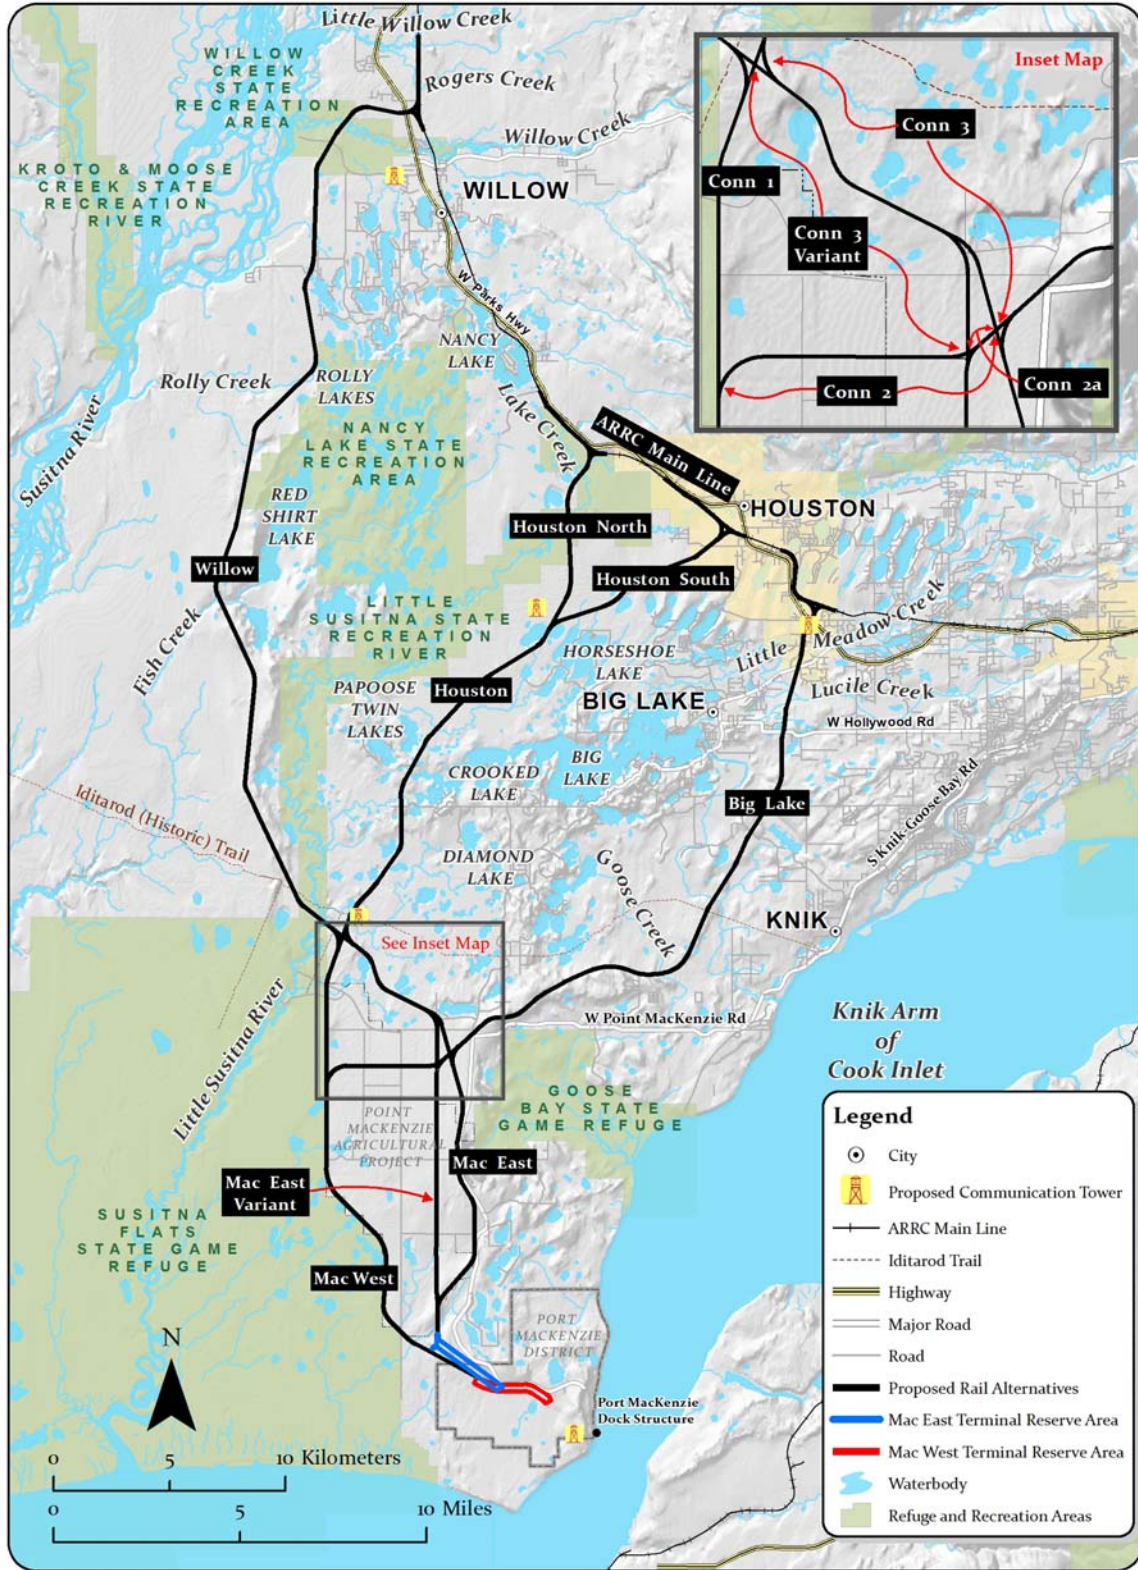 Little Willow Creek
WILLOW
CREEK
STATE
RECREATION
AREA
Rogers Creek
Willow Creek
KROTO & MOOSE
CREEK STATE
RECREATION
RIVER
WILLOW
W Parks Hwy
NANCY
LAKE
Rolly Creek
ROLLY
LAKES
Lake Creek
Susitna River
NANCY
LAKE STATE
RECREATION
AREA
ARRC Main Line
RED
SHIRT
LAKE
HOUSTON
Houston North
Willow
Houston South
LITTLE
SUSITNA STATE
RECREATION
RIVER
Fish Creek
HORSESHOE
LAKE
Little Meadow Creek
Houston
PAPOOSE
TWIN
LAKES
BIG LAKE
Lucile Creek
W Hollywood Rd
CROOKED
LAKE
BIG
LAKE
Big Lake
S Knik-Goose Bay Rd
Iditarod (Historic) Trail
DIAMOND
LAKE
Goose Creek
KNIK
See Inset Map
Little Susitna River
W Point MacKenzie Rd
Knik Arm
of
Cook Inlet
GOOSE
BAY STATE
GAME REFUGE
POINT
MACKENZIE
AGRICULTURAL
PROJECT
Mac East
Mac East
Variant
SUSITNA
FLATS
STATE GAME
REFUGE
Mac West
PORT
MACKENZIE
DISTRICT
Port MacKenzie
Dock Structure
N
0 5 10 Kilometers
0 5 10 Miles
Inset Map
Conn 3
Conn 1
Conn 3
Variant
Conn 2
Conn 2a
Legend
City
Proposed Communication Tower
ARRC Main Line
Iditarod Trail
Highway
Major Road
Road
Proposed Rail Alternatives
Mac East Terminal Reserve Area
Mac West Terminal Reserve Area
Waterbody
Refuge and Recreation Areas